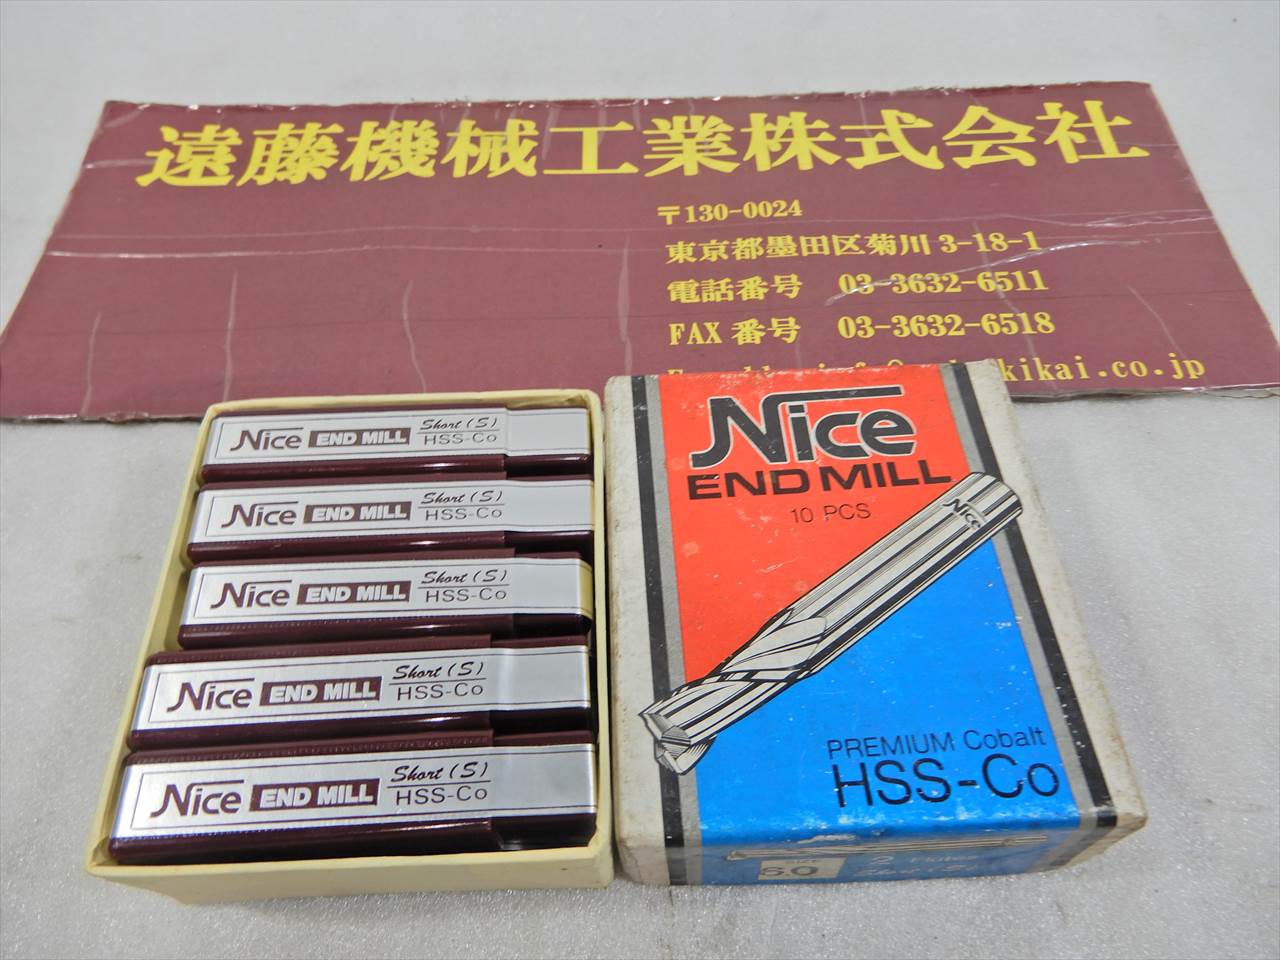 遠藤機械工業株式会社
〒130-0024
東京都墨田区菊川 3-18-1
電話番号 03-3632-6511
FAX 番号 03-3632-6518
kikai.co.jp
Nice END MILL Short (S) HSS-Co
Nice END MILL Short (S) HSS-Co
Nice END MILL Short (S) HSS-Co
Nice END MILL Short (S) HSS-Co
Nice END MILL Short (S) HSS-Co
Nice
END MILL
10 PCS
Nice
PREMIUM Cobalt
HSS-Co
SIZE
6.0
2 Flutes